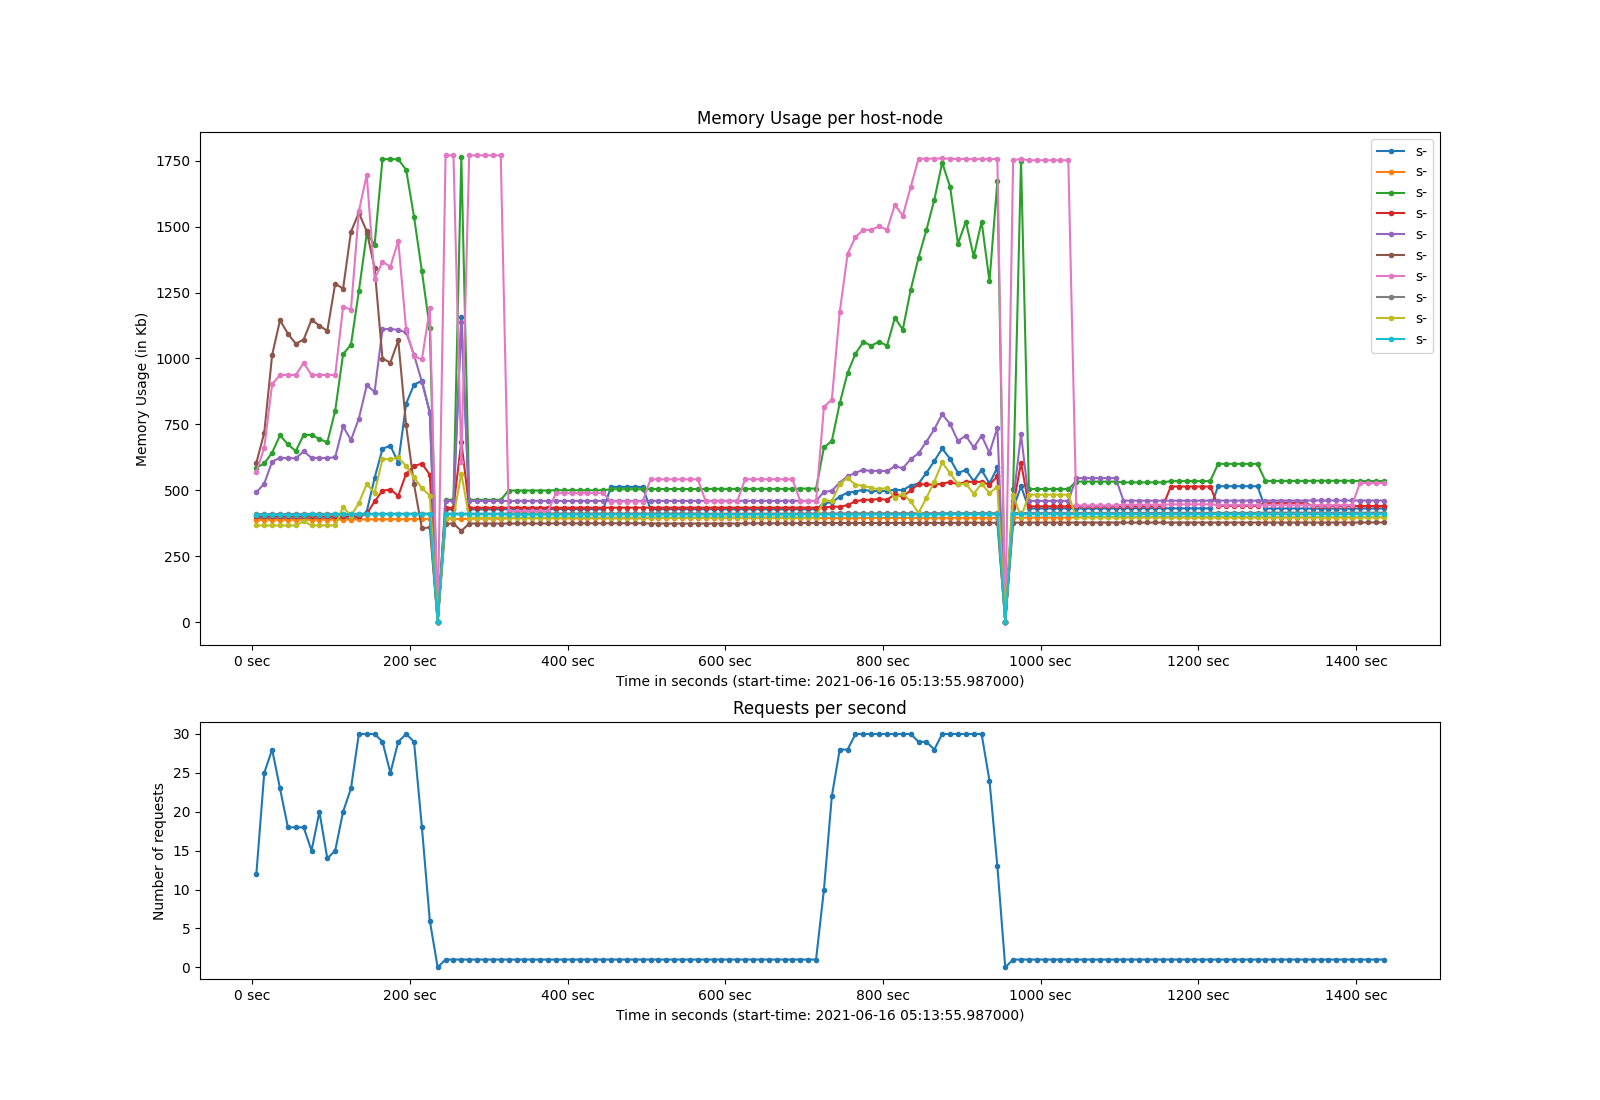 Memory Usage per host-node
Memory Usage (in Kb)
1750
1500
1250
1000
750
500
250
0
s-
s-
s-
s-
s-
s-
s-
s-
s-
s-
0 sec 200 sec 400 sec 600 sec 800 sec 1000 sec 1200 sec 1400 sec
Time in seconds (start-time: 2021-06-16 05:13:55.987000)
Requests per second
Number of requests
30
25
20
15
10
5
0
0 sec 200 sec 400 sec 600 sec 800 sec 1000 sec 1200 sec 1400 sec
Time in seconds (start-time: 2021-06-16 05:13:55.987000)